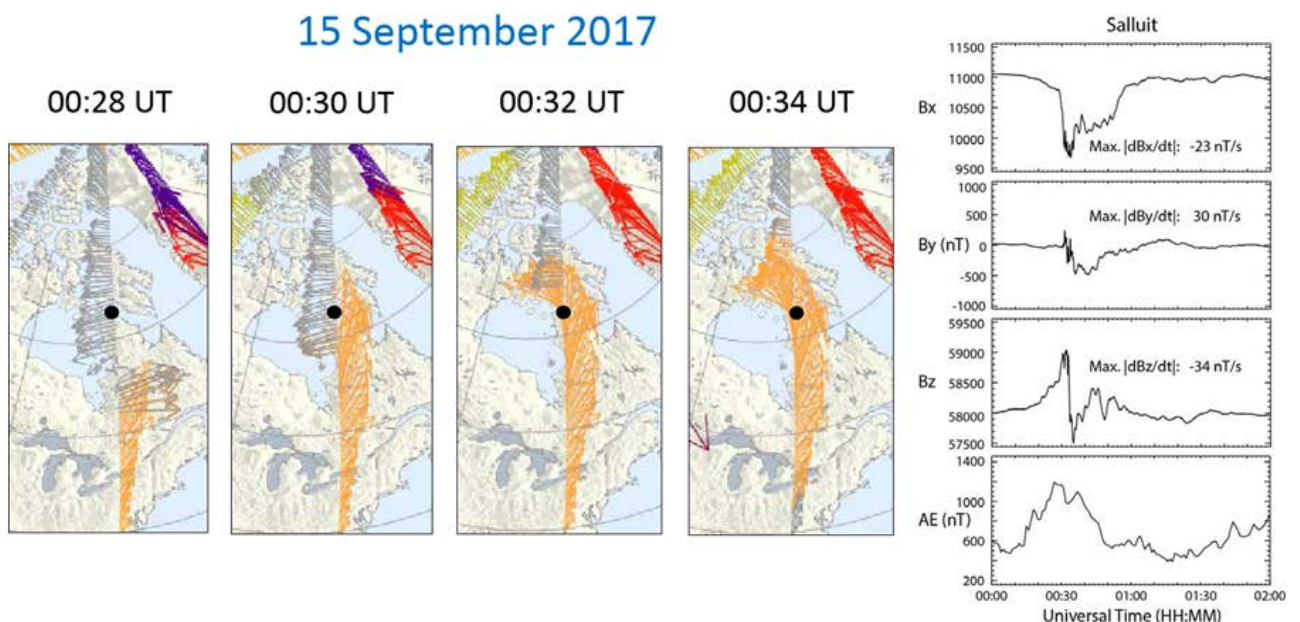 15 September 2017
00:28 UT
00:30 UT
00:32 UT
00:34 UT
Salluit
11500
11000
Bx
10500
10000
Max. |dBx/dt|: -23 nT/s
9500
1000
500
Max. |dBy/dt|: 30 nT/s
By (nT)
0
-500
-1000
59500
59000
Max. |dBz/dt|: -34 nT/s
Bz
58500
58000
57500
1400
1000
AE (nT)
600
200
00:00
00:30
01:00
01:30
02:00
Universal Time (HH:MM)